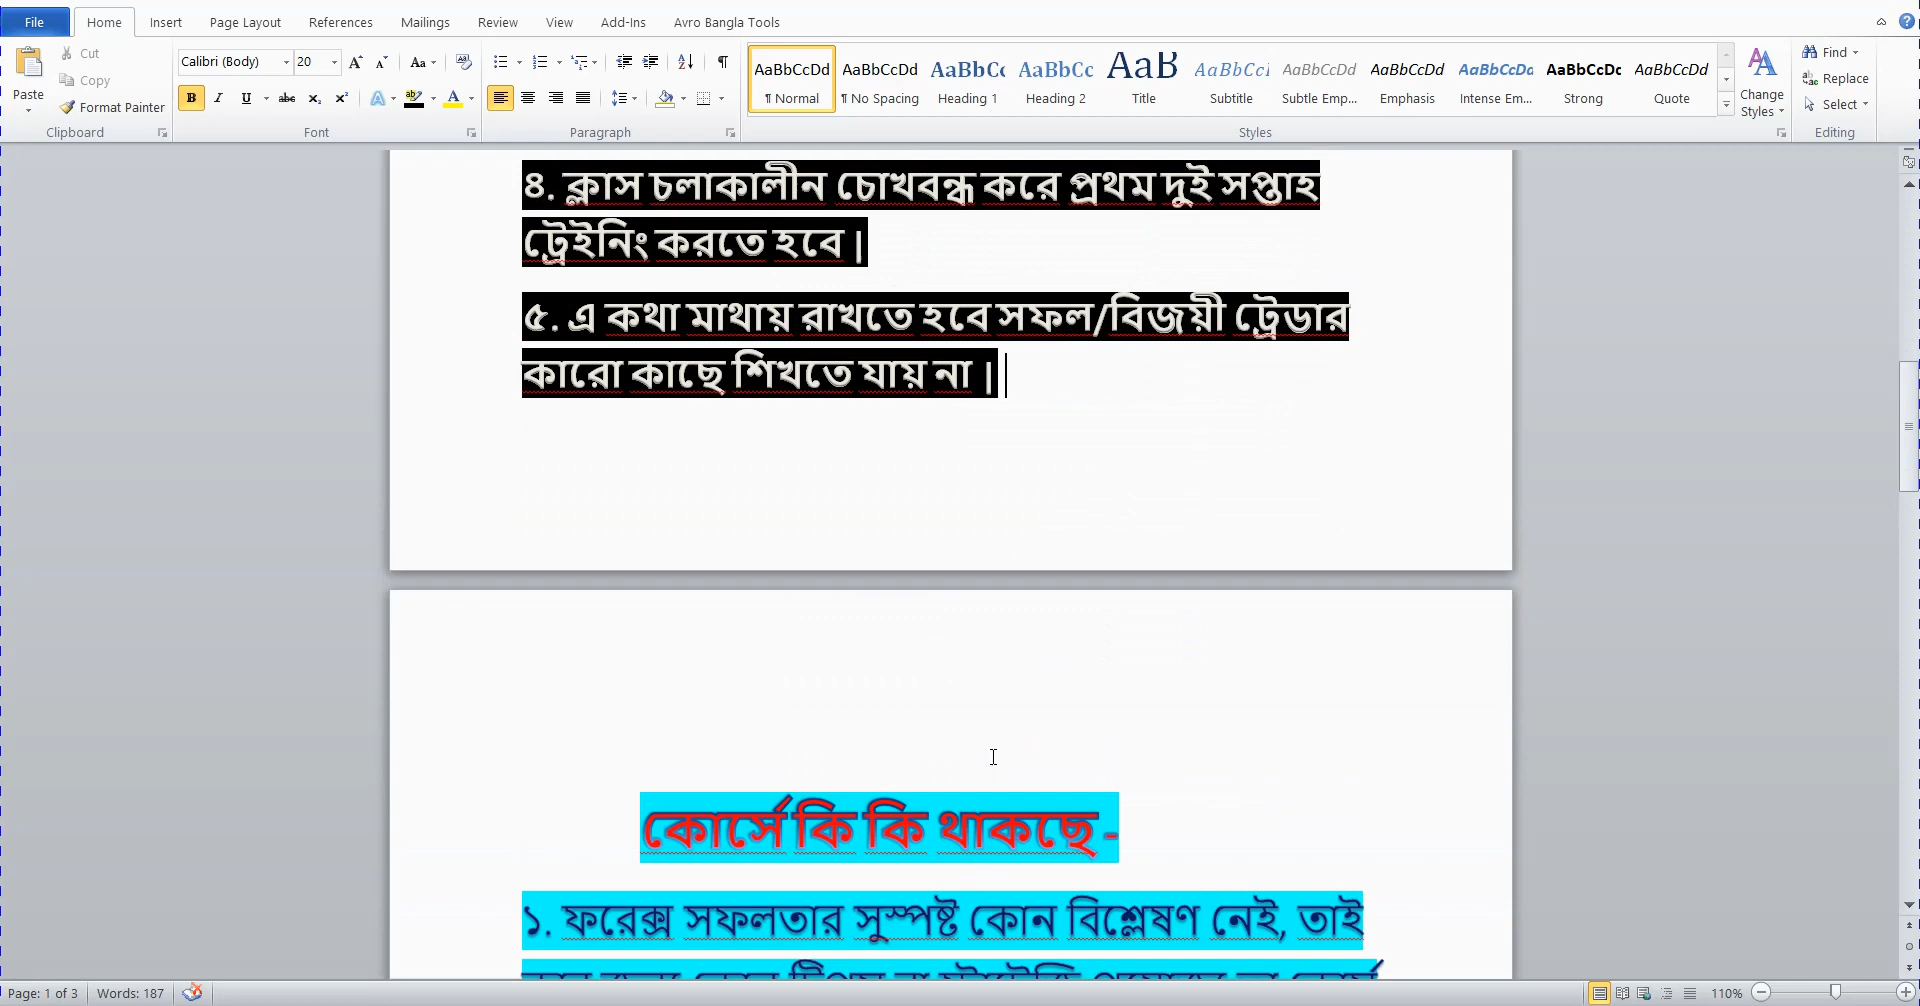 File Home Insert Page Layout References Mailings Review View Add-Ins Avro Bangla Tools
Paste
Cut
Copy
Format Painter
Clipboard
Calibri (Body) 20
Font
Paragraph
AaBbCcDd AaBbCcDd AaBbCc AaBbCc AaB AaBbCcI AaBbCcDd AaBbCcDd AaBbCcDd AaBbCcDc AaBbCcDd
¶ Normal ¶ No Spacing Heading 1 Heading 2 Title Subtitle Subtle Emp... Emphasis Intense Em... Strong Quote
Styles
Change
Styles
Find
Replace
Select
Editing
৪. ক্লাস চলাকালীন চোখবন্ধ করে প্রথম দুই সপ্তাহ
ট্রেইনিং করতে হবে |
৫. এ কথা মাথায় রাখতে হবে সফল/বিজয়ী ট্রেডার
কারো কাছে শিখতে যায় না |
কোর্সে কি কি থাকছে -
১. ফরেক্স সফলতার সুস্পষ্ট কোন বিশ্লেষণ নেই, তাই
Page: 1 of 3 Words: 187 110%